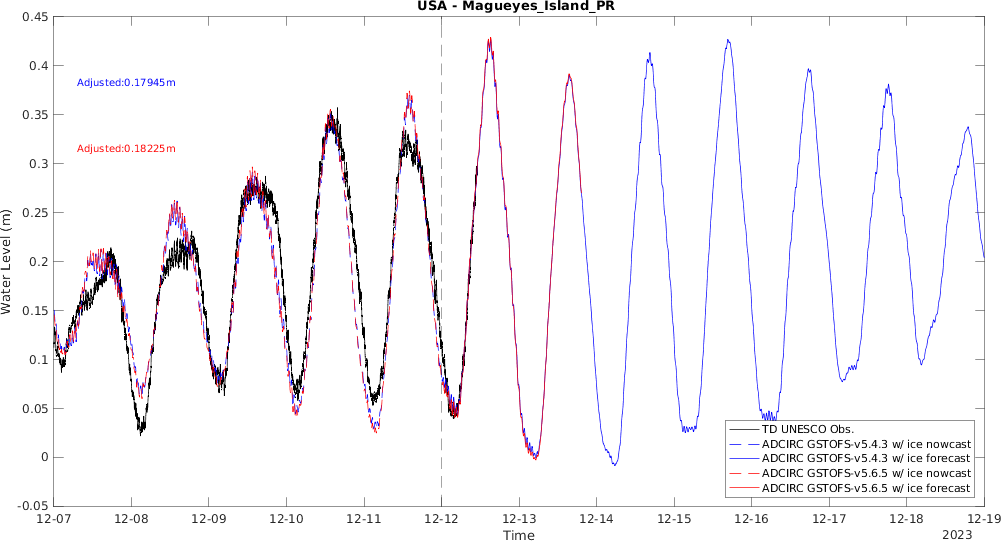 USA - Magueyes_Island_PR
0.45
0.4
0.35
0.3
0.25
0.2
0.15
0.1
0.05
0
-0.05
Water Level (m)
Adjusted:0.17945m
Adjusted:0.18225m
TD UNESCO Obs.
ADCIRC GSTOFS-v5.4.3 w/ ice nowcast
ADCIRC GSTOFS-v5.4.3 w/ ice forecast
ADCIRC GSTOFS-v5.6.5 w/ ice nowcast
ADCIRC GSTOFS-v5.6.5 w/ ice forecast
12-07 12-08 12-09 12-10 12-11 12-12 12-13 12-14 12-15 12-16 12-17 12-18 12-19
Time
2023